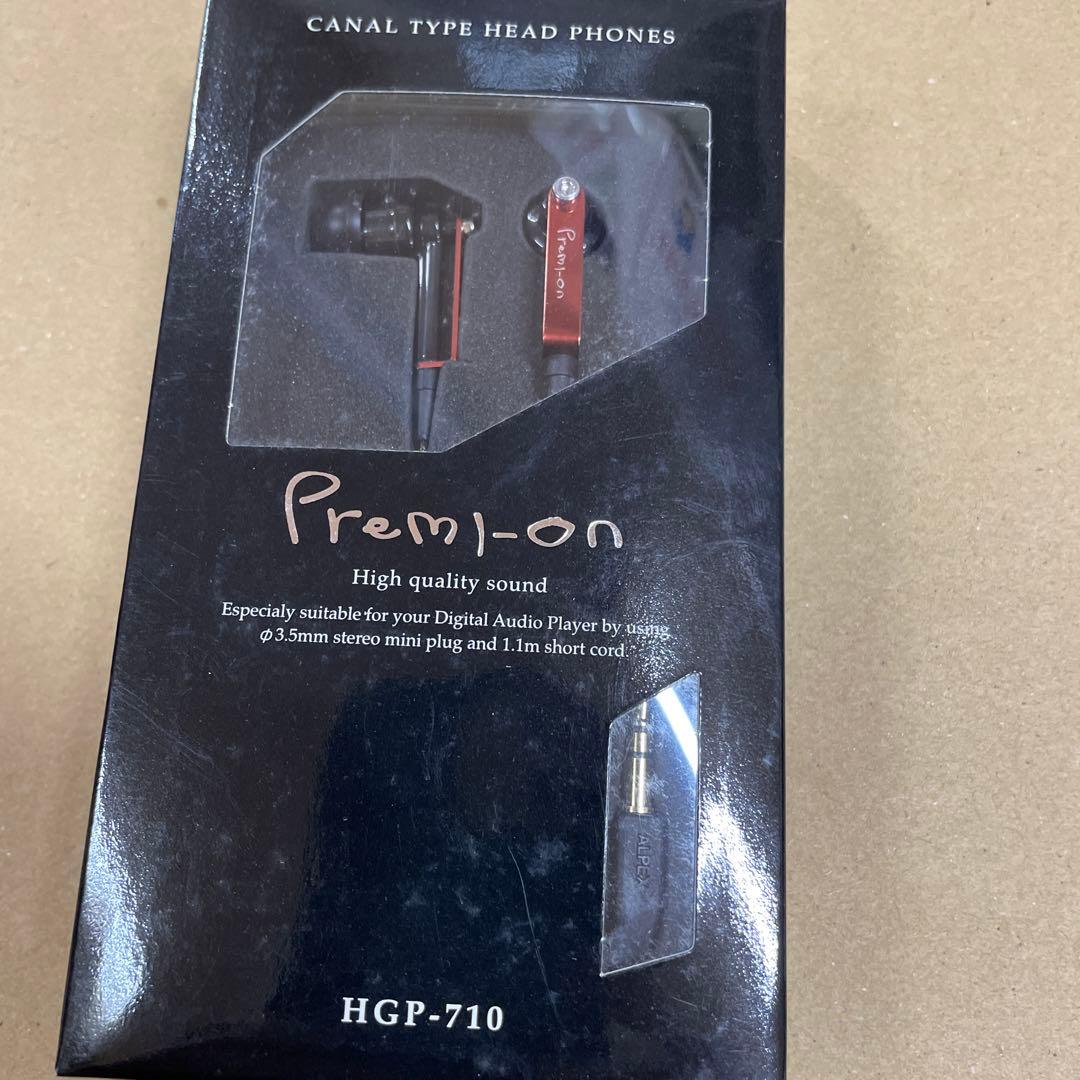 CANAL TYPE HEAD PHONES
Premi-on
Premi-on
High quality sound
Especialy suitable for your Digital Audio Player by using
φ3.5mm stereo mini plug and 1.1m short cord.
ALPEX
HGP-710